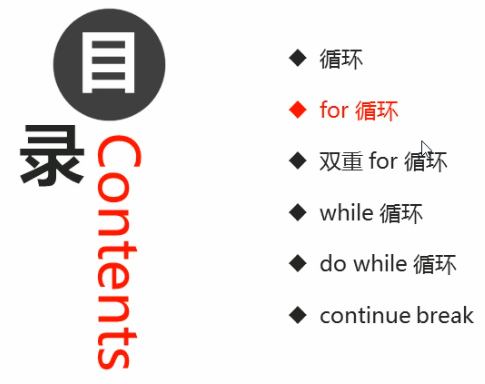 目录
Contents
循环
for 循环
双重 for 循环
while 循环
do while 循环
continue break